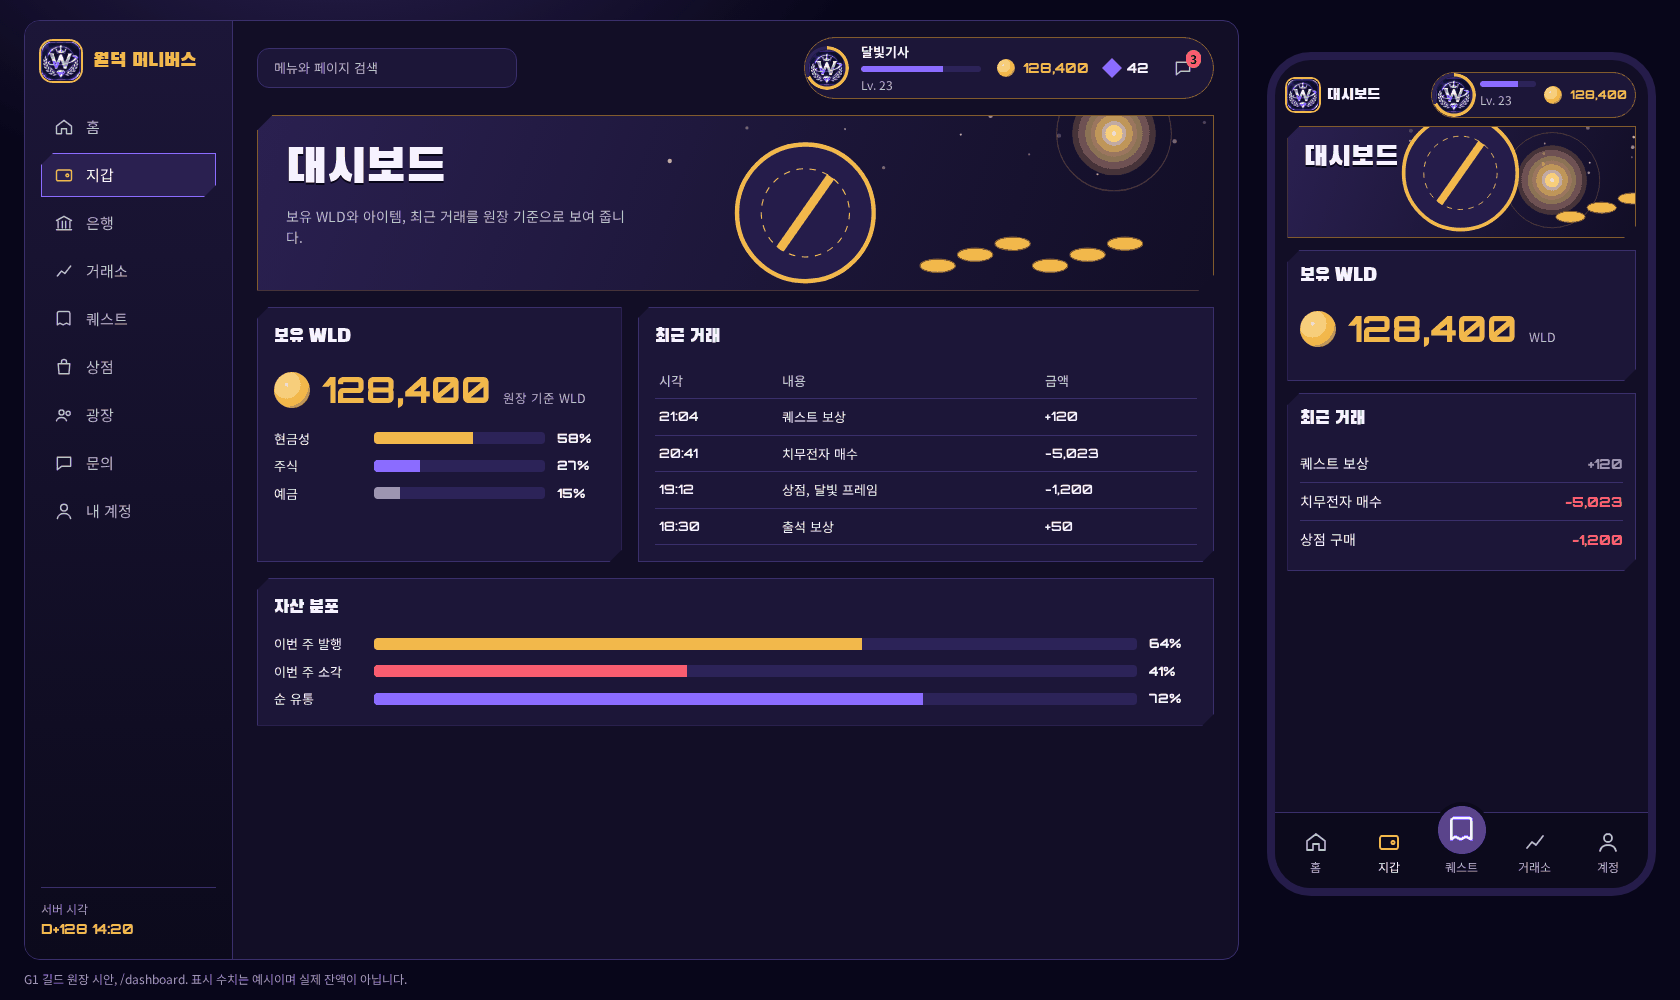 월덕 머니버스
홈
지갑
은행
거래소
퀘스트
상점
광장
문의
내 계정
서버 시각
D+128 14:20
메뉴와 페이지 검색
달빛기사
Lv. 23
128,400
42
3
대시보드
보유 WLD와 아이템, 최근 거래를 원장 기준으로 보여 줍니
다.
보유 WLD
128,400 원장 기준 WLD
현금성 58%
주식 27%
예금 15%
최근 거래
시각 내용 금액
21:04 퀘스트 보상 +120
20:41 치무전자 매수 -5,023
19:12 상점, 달빛 프레임 -1,200
18:30 출석 보상 +50
자산 분포
이번 주 발행 64%
이번 주 소각 41%
순 유통 72%
W 대시보드
Lv. 23
128,400
대시보드
보유 WLD
128,400 WLD
최근 거래
퀘스트 보상 +120
치무전자 매수 -5,023
상점 구매 -1,200
홈
지갑
퀘스트
거래소
계정
G1 길드 원장 시안, /dashboard. 표시 수치는 예시이며 실제 잔액이 아닙니다.